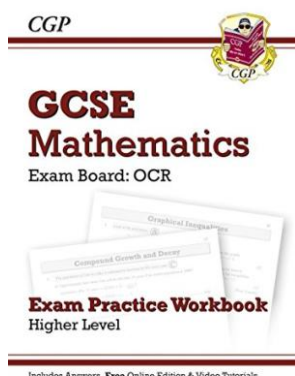 CGP
CGP
CGP
GCSE
Mathematics
Exam Board: OCR
Graphical Inequalities
Compound Growth and Decay
Exam Practice Workbook
Higher Level
Includes Answers, Free Online Edition & Video Tutorials